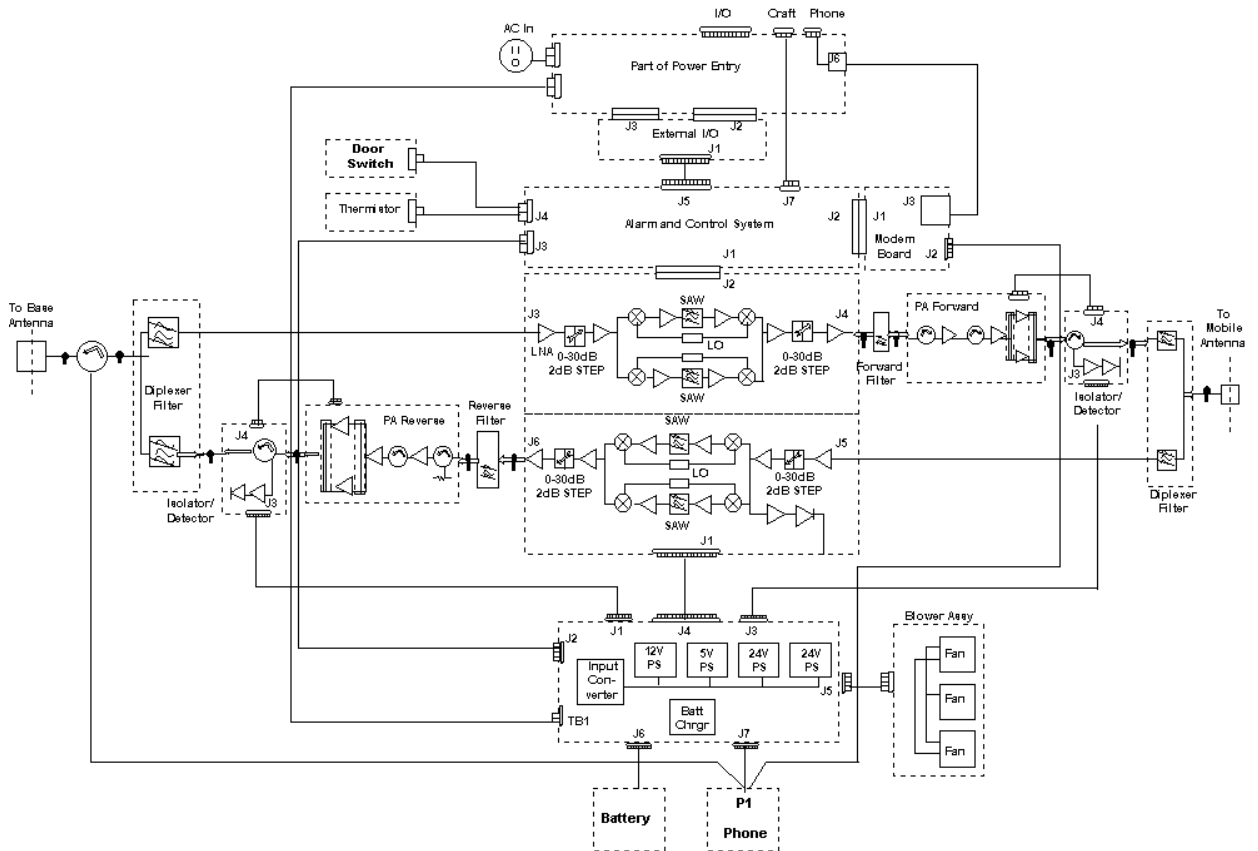 I/O
Craft
Phone
AC In
Part of Power Entry
J6
J3
J2
External I/O
J1
Door
Switch
Thermistor
J4
J3
J5
J7
Alarm and Control System
J2
J1
J3
Modem
Board
J2
J1
J2
To Base
Antenna
Diplexer
Filter
J3
LNA
0-30dB
2dB STEP
SAW
LO
SAW
0-30dB
2dB STEP
J4
Forward
Filter
PA Forward
J4
J3
Isolator/
Detector
To
Mobile
Antenna
Diplexer
Filter
J4
J3
Isolator/
Detector
PA Reverse
Reverse
Filter
J6
0-30dB
2dB STEP
SAW
LO
SAW
0-30dB
2dB STEP
J5
J1
J1
J4
J3
J2
12V
PS
5V
PS
24V
PS
24V
PS
Input
Con-
verter
Batt
Chrgr
J5
TB1
J6
J7
Blower Assy
Fan
Fan
Fan
Battery
P1
Phone